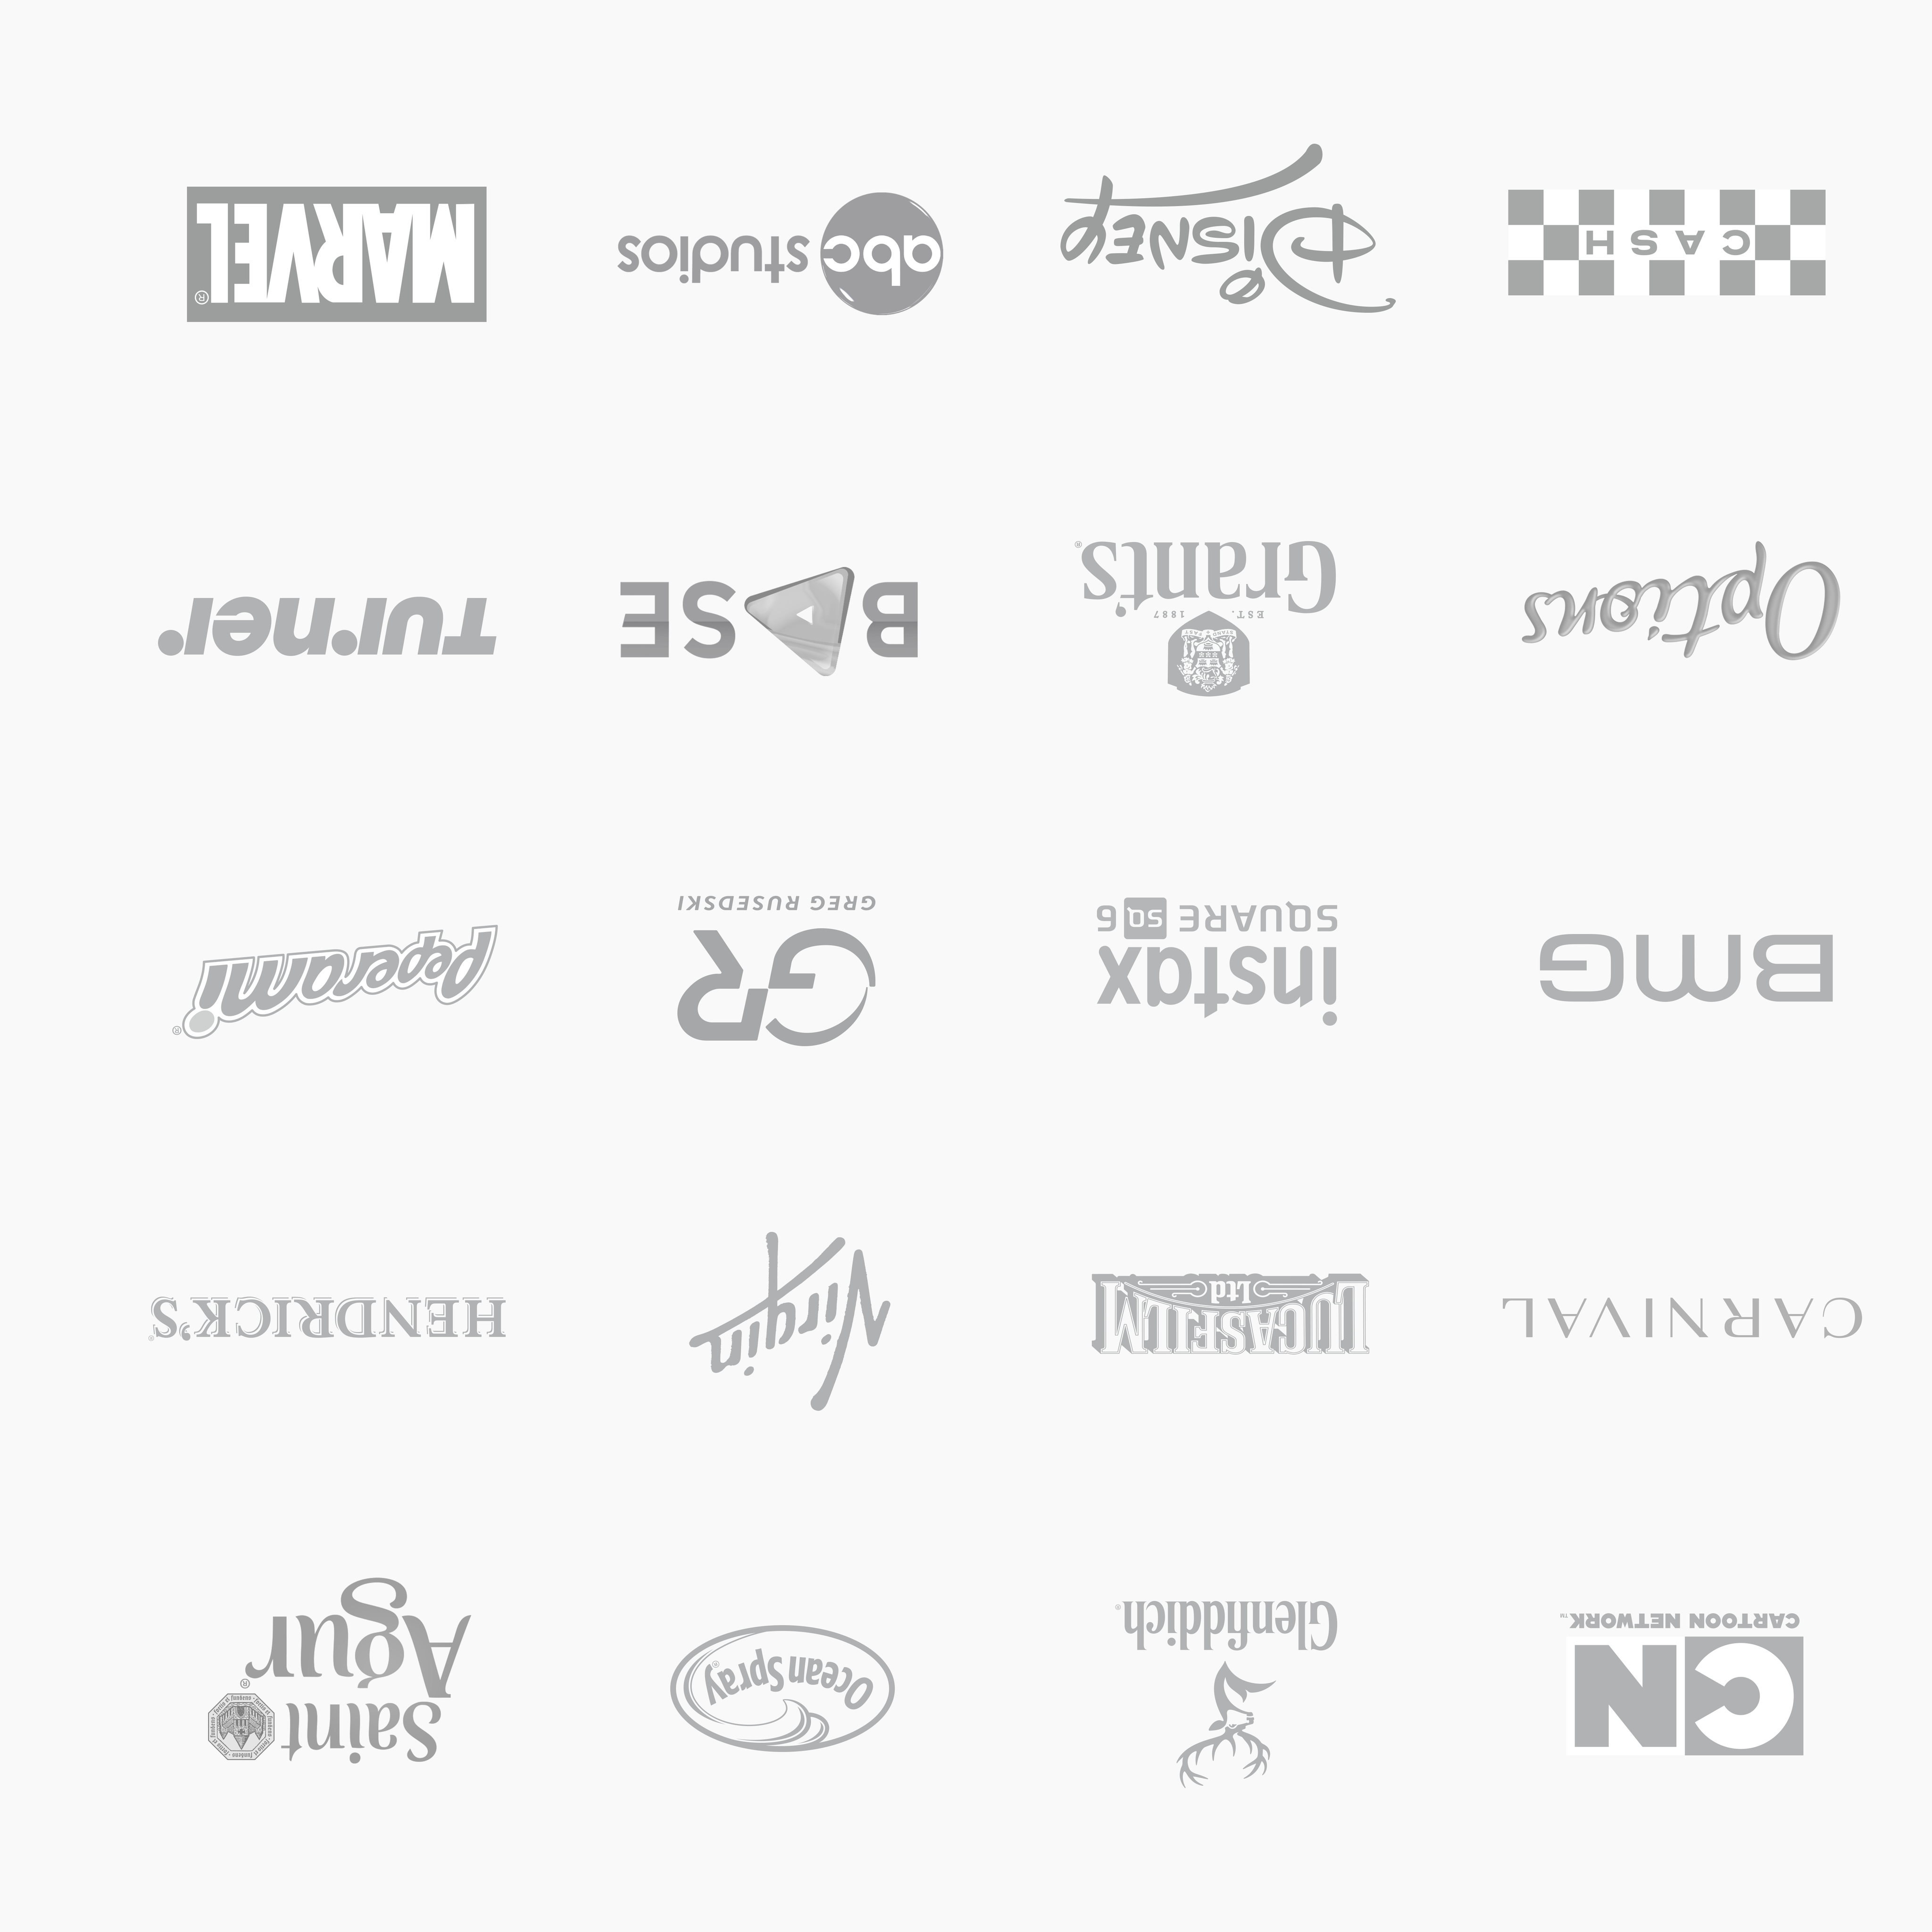 CN
CARTOON NETWORK™
Glenfiddich®
Ocean Spray®
Saint
Agur®
CARNIVAL
LUCASFILM
Ltd
Virgin
HENDRICK'S®
BMG
instax
SQUARE SQ 6
GR
GREG RUSEDSKI
Peperami®
Options
EST. 1887
Grant's®
BASE
Turner
CASH
Disney
abc studios
MARVEL®